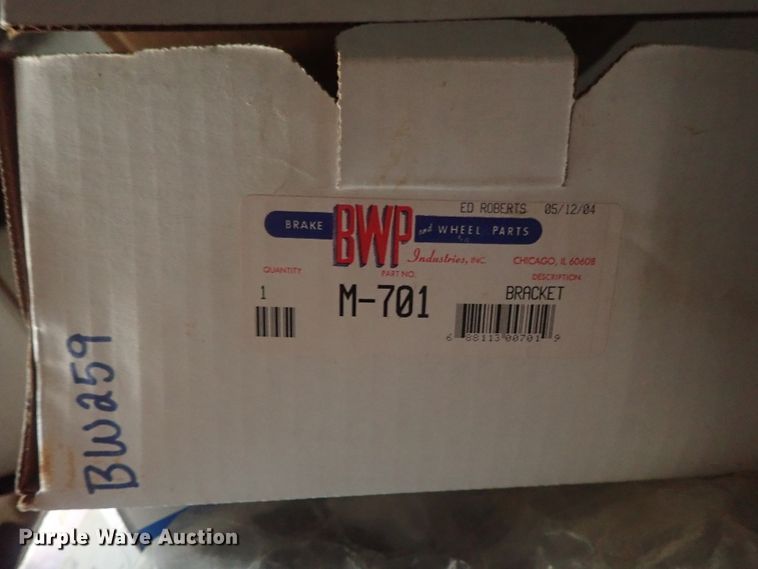 ED ROBERTS 05/12/04
BRAKE BWP and WHEEL PARTS
Industries, INC. CHICAGO, IL 60608
QUANTITY PART NO. DESCRIPTION
1 M-701 BRACKET
6 88113 00701 9
BW259
Purple Wave Auction®